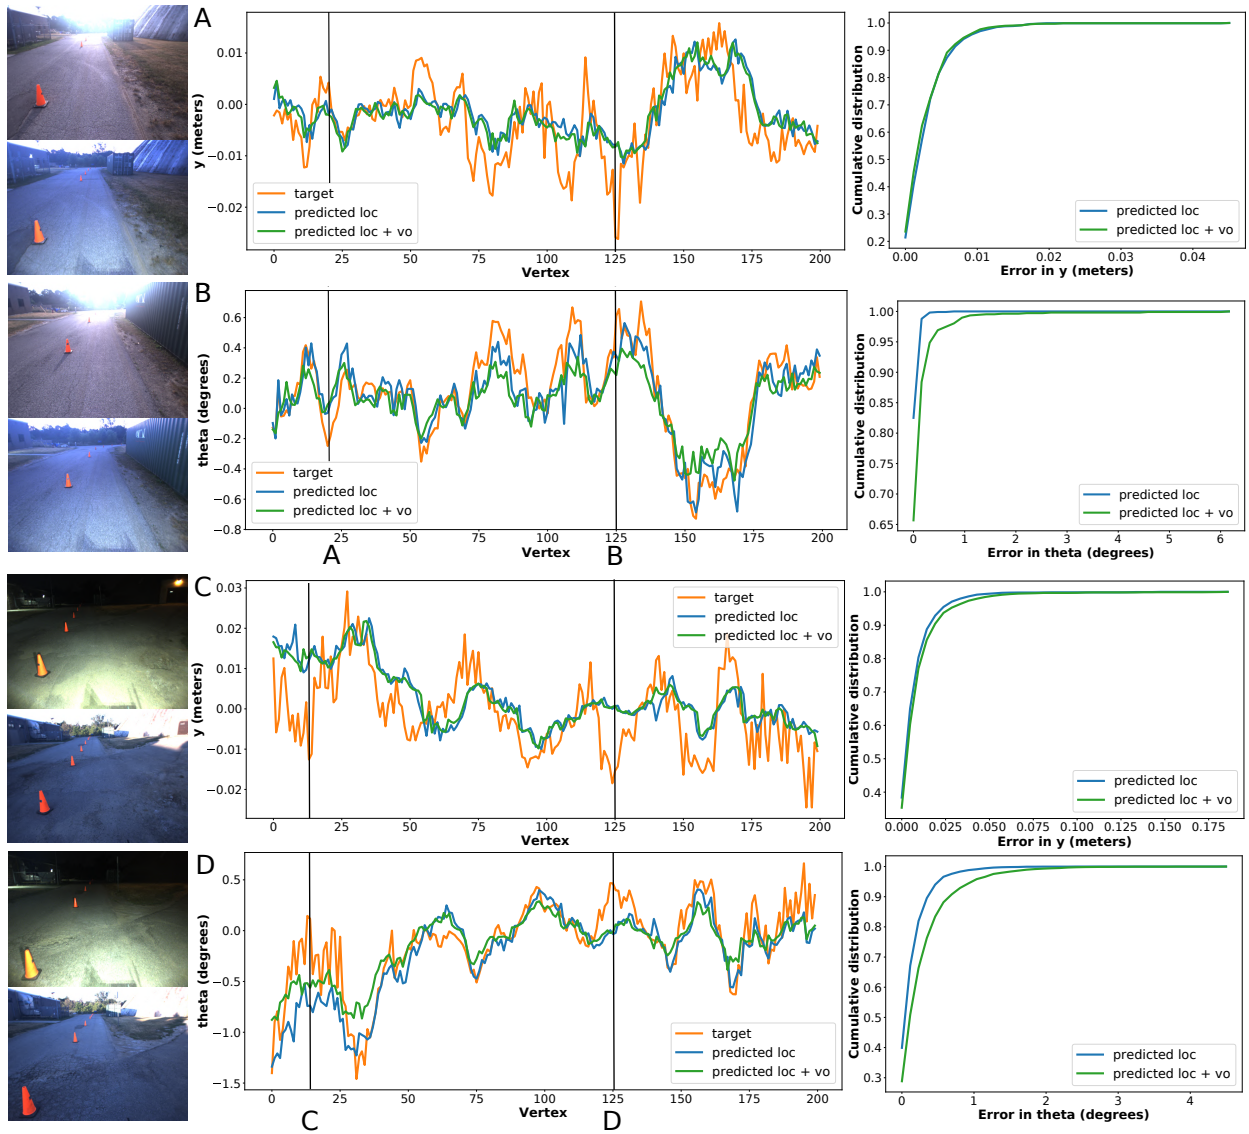 A
y (meters)
0.01
0.00
−0.01
−0.02
target
predicted loc
predicted loc + vo
0 25 50 75 100 125 150 175 200
Vertex
Cumulative distribution
1.0
0.9
0.8
0.7
0.6
0.5
0.4
0.3
0.2
predicted loc
predicted loc + vo
0.00 0.01 0.02 0.03 0.04
Error in y (meters)
B
theta (degrees)
0.6
0.4
0.2
0.0
−0.2
−0.4
−0.6
−0.8
target
predicted loc
predicted loc + vo
0 25 50 75 100 125 150 175 200
Vertex
A B
Cumulative distribution
1.00
0.95
0.90
0.85
0.80
0.75
0.70
0.65
predicted loc
predicted loc + vo
0 1 2 3 4 5 6
Error in theta (degrees)
C
y (meters)
0.03
0.02
0.01
0.00
−0.01
−0.02
target
predicted loc
predicted loc + vo
0 25 50 75 100 125 150 175 200
Vertex
Cumulative distribution
1.0
0.9
0.8
0.7
0.6
0.5
0.4
predicted loc
predicted loc + vo
0.000 0.025 0.050 0.075 0.100 0.125 0.150 0.175
Error in y (meters)
D
theta (degrees)
0.5
0.0
−0.5
−1.0
−1.5
target
predicted loc
predicted loc + vo
0 25 50 75 100 125 150 175 200
Vertex
C D
Cumulative distribution
1.0
0.9
0.8
0.7
0.6
0.5
0.4
0.3
predicted loc
predicted loc + vo
0 1 2 3 4
Error in theta (degrees)